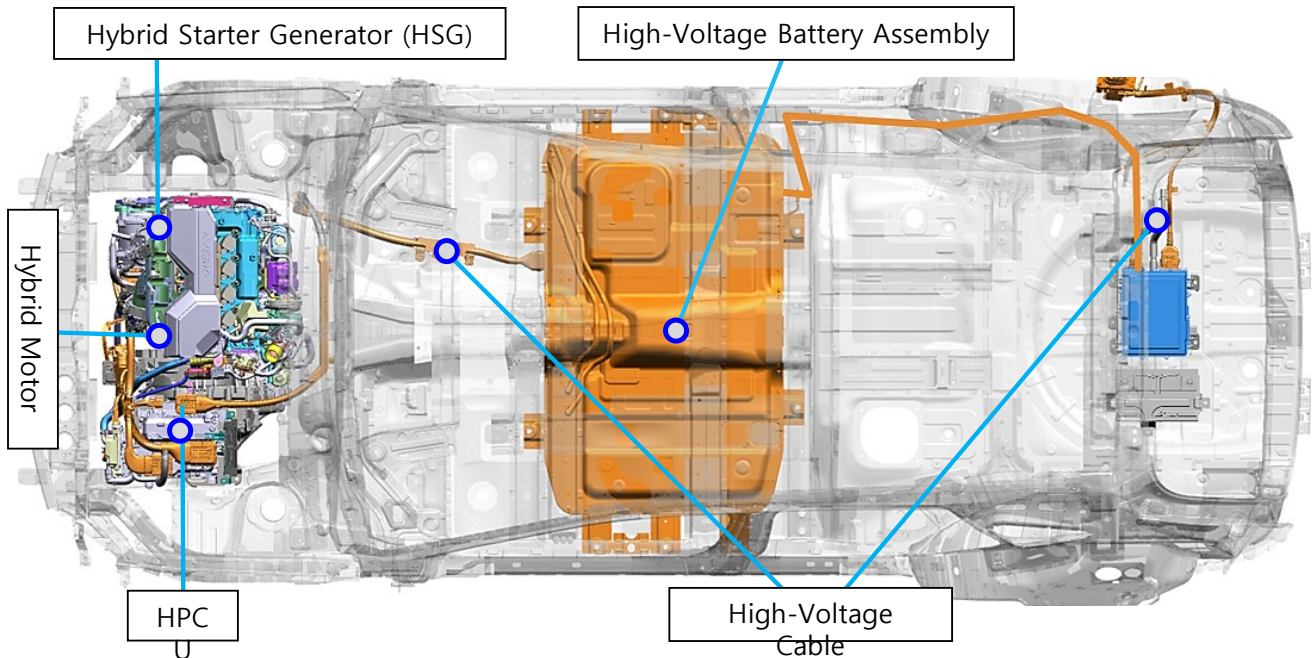 Hybrid Starter Generator (HSG)
High-Voltage Battery Assembly
Hybrid Motor
HPC
U
High-Voltage
Cable